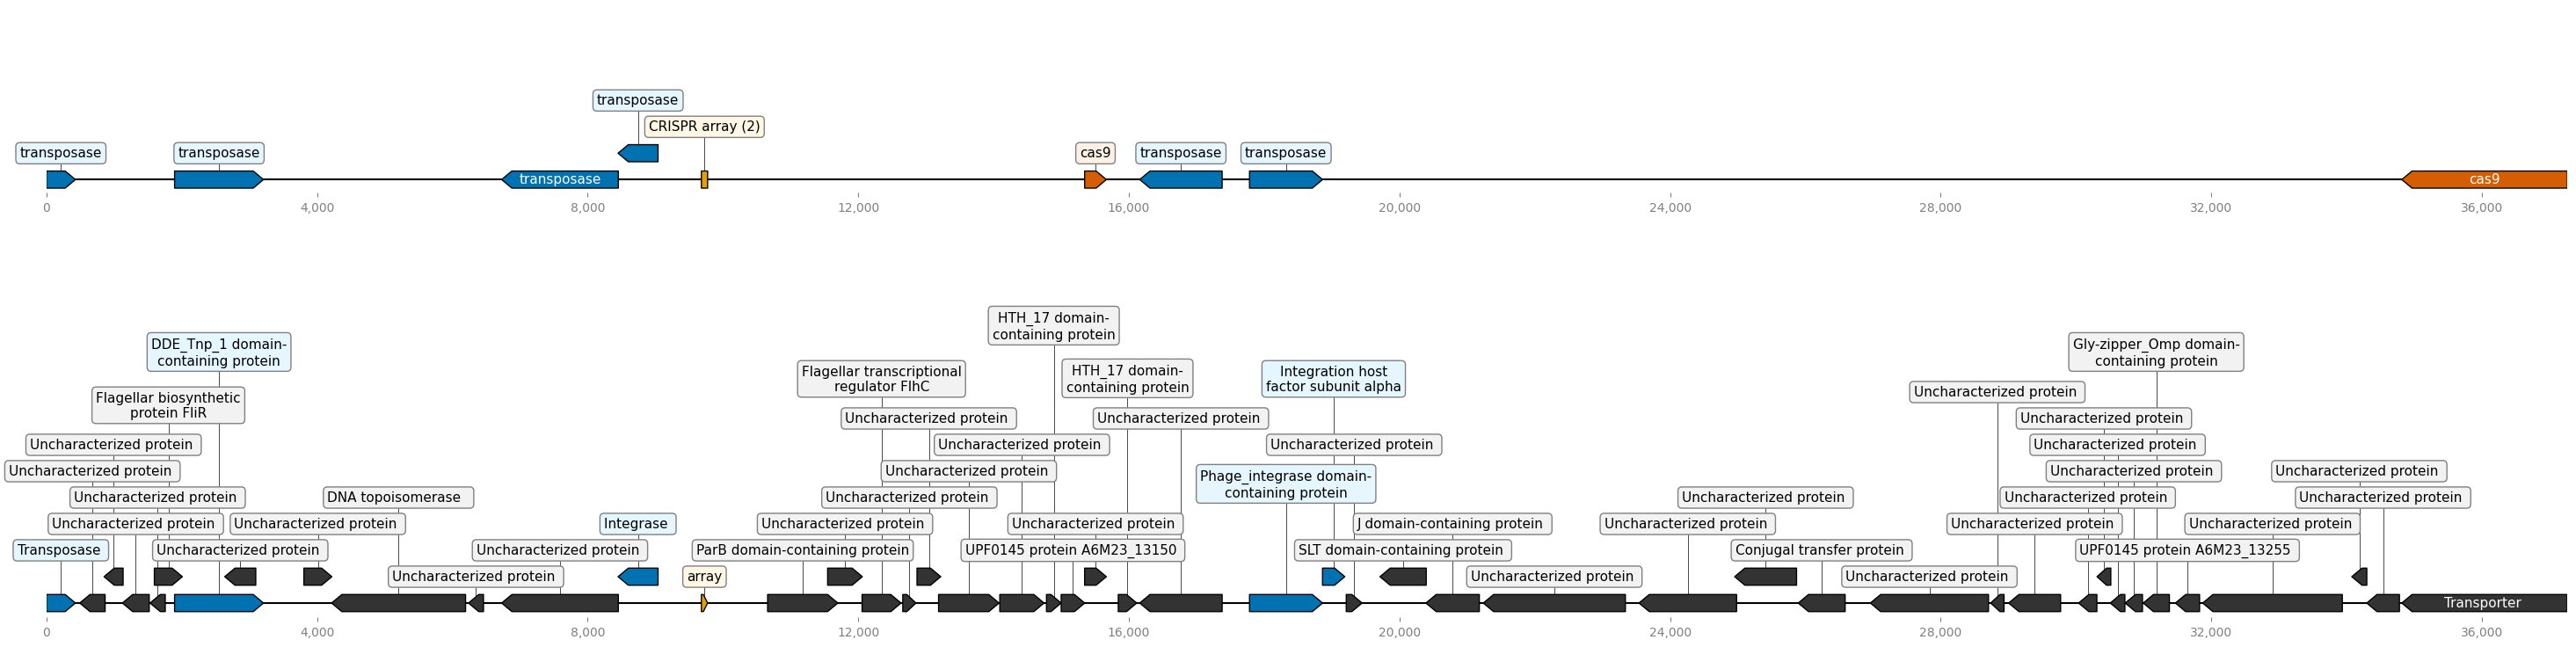 transposase
CRISPR array (2)
transposase
transposase
cas9
transposase
transposase
transposase
cas9
0
4,000
8,000
12,000
16,000
20,000
24,000
28,000
32,000
36,000
HTH_17 domain-
containing protein
DDE_Tnp_1 domain-
containing protein
Gly-zipper_Omp domain-
containing protein
Flagellar transcriptional
regulator FlhC
HTH_17 domain-
containing protein
Integration host
factor subunit alpha
Uncharacterized protein
Flagellar biosynthetic
protein FliR
Uncharacterized protein
Uncharacterized protein
Uncharacterized protein
Uncharacterized protein
Uncharacterized protein
Uncharacterized protein
Uncharacterized protein
Uncharacterized protein
Uncharacterized protein
Phage_integrase domain-
containing protein
Uncharacterized protein
Uncharacterized protein
Uncharacterized protein
DNA topoisomerase
Uncharacterized protein
Uncharacterized protein
Uncharacterized protein
Uncharacterized protein
Uncharacterized protein
Uncharacterized protein
Integrase
Uncharacterized protein
Uncharacterized protein
J domain-containing protein
Uncharacterized protein
Uncharacterized protein
Uncharacterized protein
Transposase
Uncharacterized protein
Uncharacterized protein
ParB domain-containing protein
UPF0145 protein A6M23_13150
SLT domain-containing protein
Conjugal transfer protein
UPF0145 protein A6M23_13255
Uncharacterized protein
array
Uncharacterized protein
Uncharacterized protein
Transporter
0
4,000
8,000
12,000
16,000
20,000
24,000
28,000
32,000
36,000